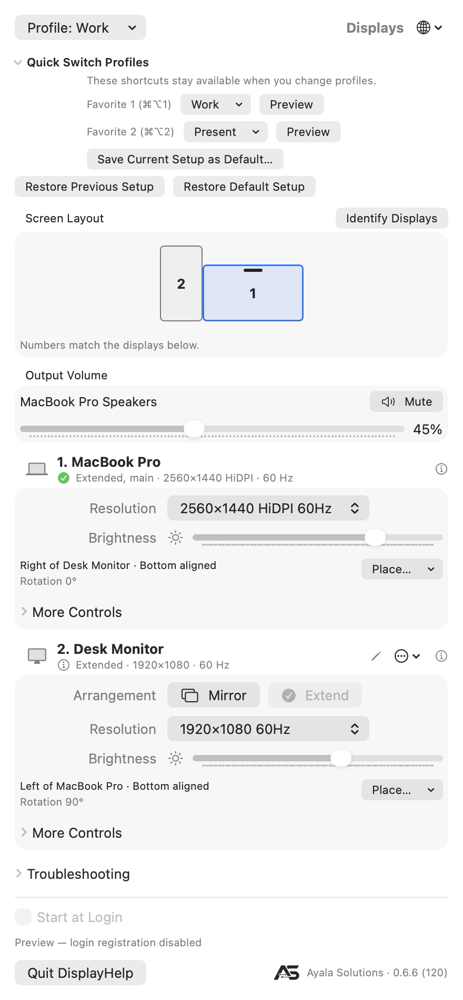 Profile: Work
Displays
Quick Switch Profiles
These shortcuts stay available when you change profiles.
Favorite 1 (⌘⌥1)
Work
Preview
Favorite 2 (⌘⌥2)
Present
Preview
Save Current Setup as Default...
Restore Previous Setup
Restore Default Setup
Screen Layout
Identify Displays
2
1
Numbers match the displays below.
Output Volume
MacBook Pro Speakers
Mute
45%
1. MacBook Pro
Extended, main · 2560×1440 HiDPI · 60 Hz
Resolution
2560×1440 HiDPI 60Hz
Brightness
Right of Desk Monitor · Bottom aligned
Place...
Rotation 0°
More Controls
2. Desk Monitor
Extended · 1920×1080 · 60 Hz
Arrangement
Mirror
Extend
Resolution
1920×1080 60Hz
Brightness
Left of MacBook Pro · Bottom aligned
Place...
Rotation 90°
More Controls
Troubleshooting
Start at Login
Preview — login registration disabled
Quit DisplayHelp
AS
Ayala Solutions · 0.6.6 (120)